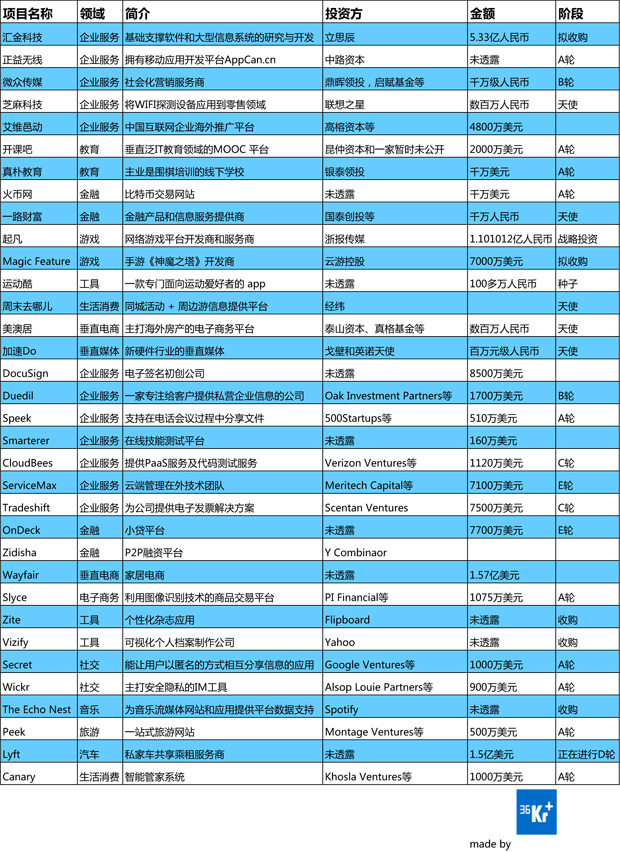 项目名称 领域 简介 投资方 金额 阶段
汇金科技 企业服务 基础支撑软件和大型信息系统的研究与开发 立思辰 5.33亿人民币 拟收购
正益无线 企业服务 拥有移动应用开发平台AppCan.cn 中路资本 未透露 A轮
微众传媒 企业服务 社会化营销服务商 鼎晖领投，启赋基金等 千万级人民币 B轮
芝麻科技 企业服务 将WIFI探测设备应用到零售领域 联想之星 数百万人民币 天使
艾维邑动 企业服务 中国互联网企业海外推广平台 高榕资本等 4800万美元
开课吧 教育 垂直泛IT教育领域的MOOC 平台 昆仲资本和一家暂时未公开 2000万美元 A轮
真朴教育 教育 主业是围棋培训的线下学校 银泰领投 千万美元 A轮
火币网 金融 比特币交易网站 未透露 千万美元 A轮
一路财富 金融 金融产品和信息服务提供商 国泰创投等 千万人民币 天使
起凡 游戏 网络游戏平台开发商和服务商 浙报传媒 1.101012亿人民币 战略投资
Magic Feature 游戏 手游《神魔之塔》开发商 云游控股 7000万美元 拟收购
运动酷 工具 一款专门面向运动爱好者的 app 未透露 100多万人民币 种子
周末去哪儿 生活消费 同城活动 + 周边游信息提供平台 经纬 天使
美澳居 垂直电商 主打海外房产的电子商务平台 泰山资本、真格基金等 数百万人民币 天使
加速Do 垂直媒体 新硬件行业的垂直媒体 戈壁和英诺天使 百万元级人民币 天使
DocuSign 企业服务 电子签名初创公司 未透露 8500万美元
Duedil 企业服务 一家专注给客户提供私营企业信息的公司 Oak Investment Partners等 1700万美元 B轮
Speek 企业服务 支持在电话会议过程中分享文件 500Startups等 510万美元 A轮
Smarterer 企业服务 在线技能测试平台 未透露 160万美元
CloudBees 企业服务 提供PaaS服务及代码测试服务 Verizon Ventures等 1120万美元 C轮
ServiceMax 企业服务 云端管理在外技术团队 Meritech Capital等 7100万美元 E轮
Tradeshift 企业服务 为公司提供电子发票解决方案 Scentan Ventures 7500万美元 C轮
OnDeck 金融 小贷平台 未透露 7700万美元 E轮
Zidisha 金融 P2P融资平台 Y Combinaor
Wayfair 垂直电商 家居电商 未透露 1.57亿美元
Slyce 电子商务 利用图像识别技术的商品交易平台 PI Financial等 1075万美元 A轮
Zite 工具 个性化杂志应用 Flipboard 未透露 收购
Vizify 工具 可视化个人档案制作公司 Yahoo 未透露 收购
Secret 社交 能让用户以匿名的方式相互分享信息的应用 Google Ventures等 1000万美元 A轮
Wickr 社交 主打安全隐私的IM工具 Alsop Louie Partners等 900万美元 A轮
The Echo Nest 音乐 为音乐流媒体网站和应用提供平台数据支持 Spotify 未透露 收购
Peek 旅游 一站式旅游网站 Montage Ventures等 500万美元 A轮
Lyft 汽车 私家车共享乘租服务商 未透露 1.5亿美元 正在进行D轮
Canary 生活消费 智能管家系统 Khosla Ventures等 1000万美元 A轮
36Kr+
made by